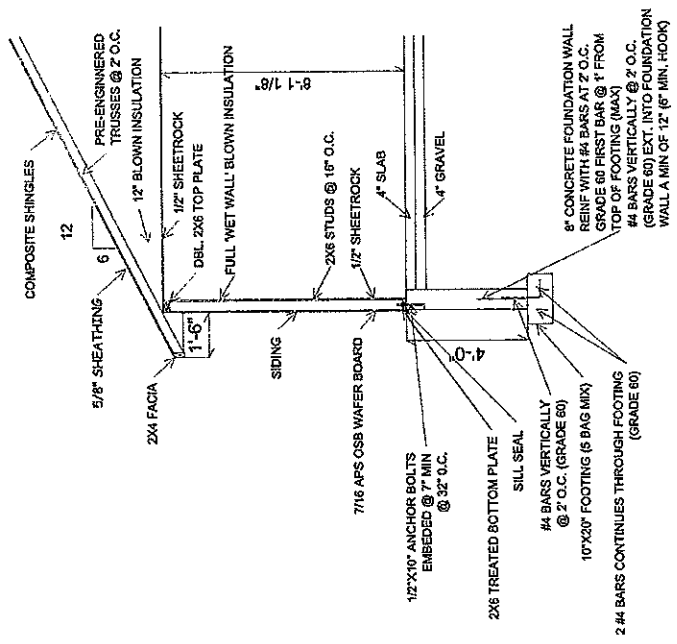 COMPOSITE SHINGLES
12
6
5/8" SHEATHING
2X4 FACIA
1'-6"
PRE-ENGINNERED
TRUSSES @ 2' O.C.
12" BLOWN INSULATION
1/2" SHEETROCK
DBL. 2X6 TOP PLATE
FULL 'WET WALL' BLOWN INSULATION
8'-1 1/8"
SIDING
2X6 STUDS @ 16" O.C.
1/2" SHEETROCK
7/16 APS OSB WAFER BOARD
4" SLAB
4" GRAVEL
1/2"X10" ANCHOR BOLTS
EMBEDED @ 7" MIN
@ 32" O.C.
2X6 TREATED BOTTOM PLATE
SILL SEAL
4'-0"
8" CONCRETE FOUNDATION WALL
REINF WITH #4 BARS AT 2' O.C.
GRADE 60 FIRST BAR @ 1' FROM
TOP OF FOOTING (MAX)
#4 BARS VERTICALLY @ 2' O.C.
(GRADE 60) EXT. INTO FOUNDATION
WALL A MIN OF 12" (6" MIN. HOOK)
#4 BARS VERTICALLY
@ 2' O.C. (GRADE 60)
10"X20" FOOTING (5 BAG MIX)
2 #4 BARS CONTINUES THROUGH FOOTING
(GRADE 60)